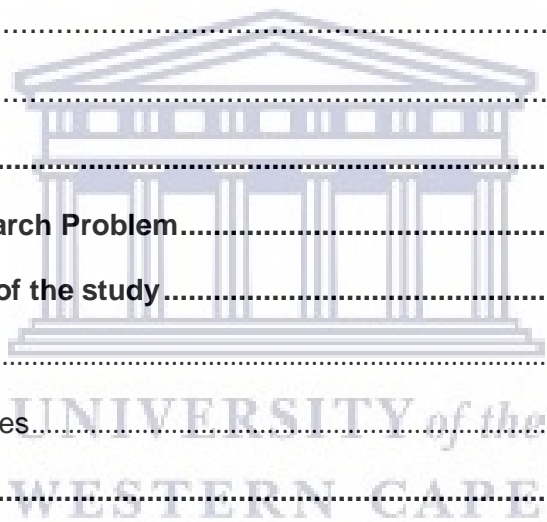 arch Problem..............................
of the study..............................
es..............................
UNIVERSITY of the
WESTERN CAPE